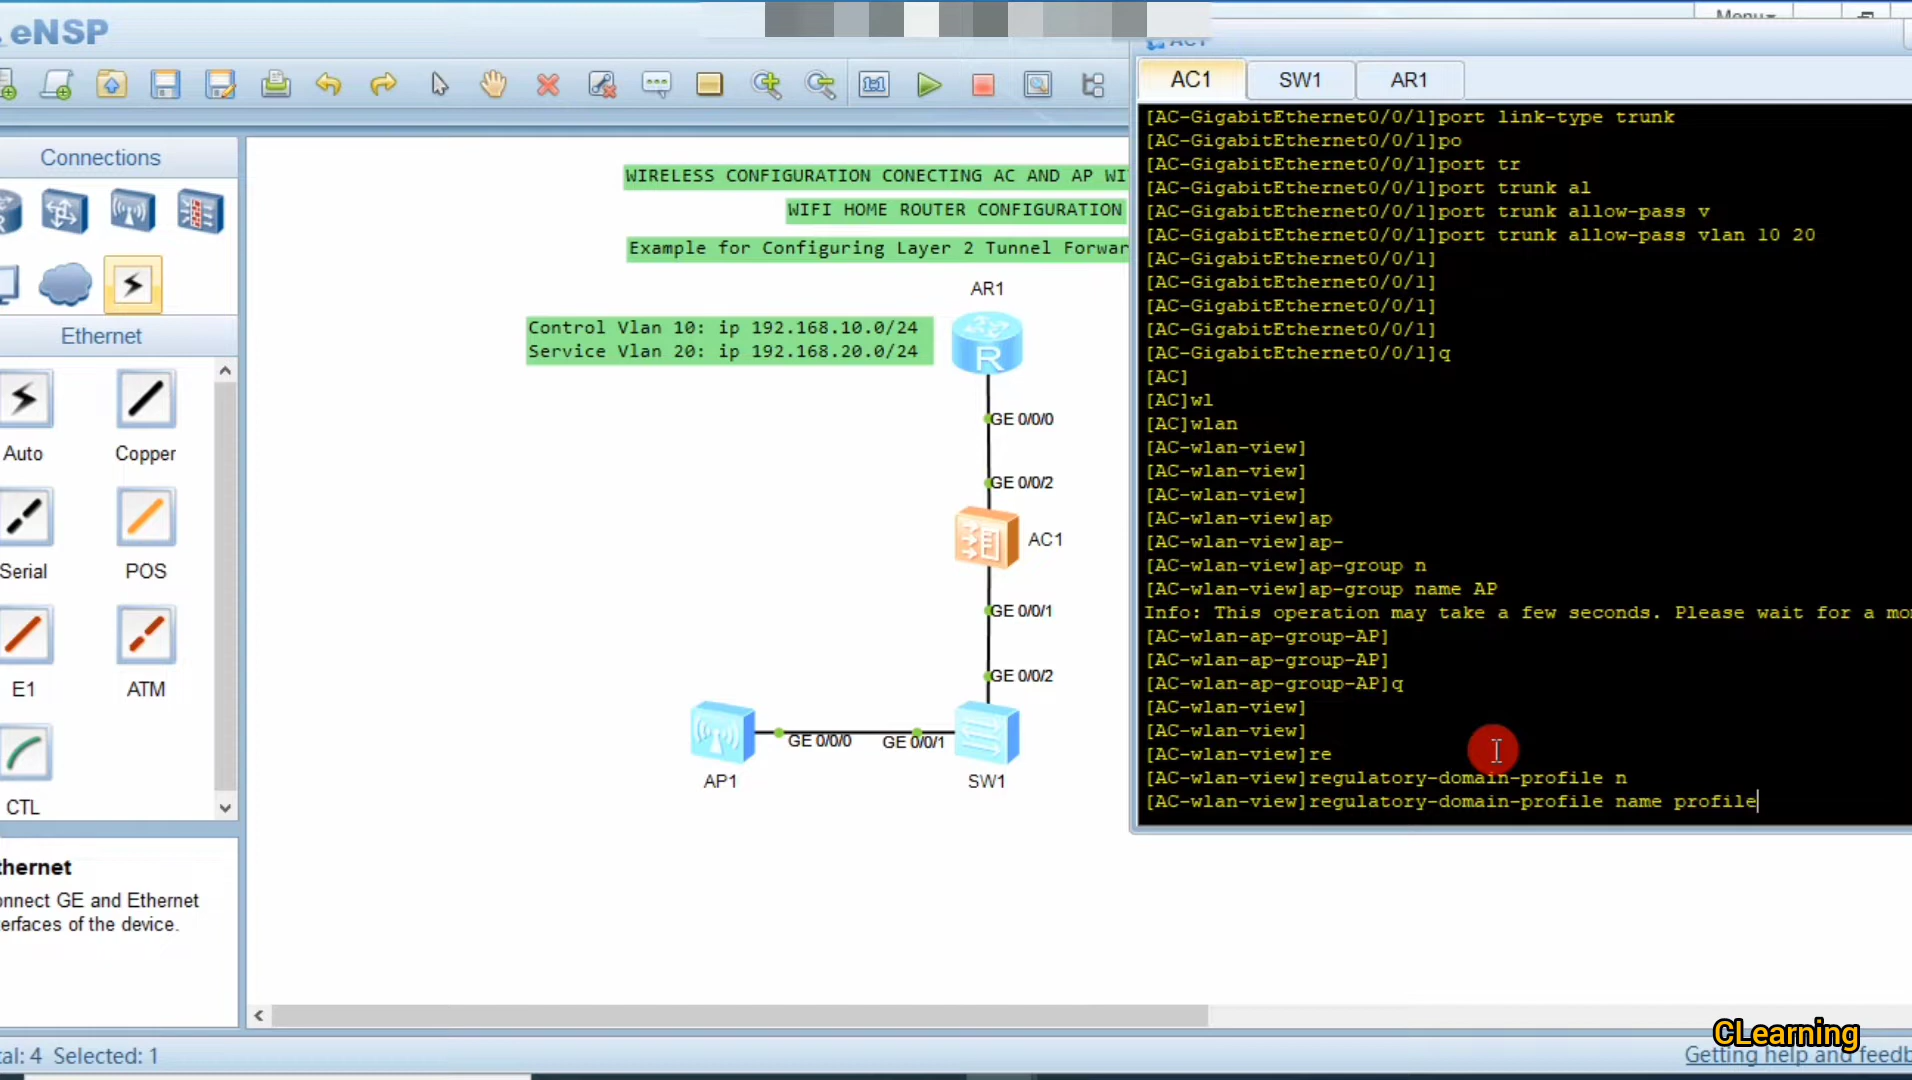 eNSP
Menu
AC1
AC1 SW1 AR1
Connections
Ethernet
Auto
Copper
Serial
POS
E1
ATM
CTL
thernet
onnect GE and Ethernet
erfaces of the device.
WIRELESS CONFIGURATION CONECTING AC AND AP WI
WIFI HOME ROUTER CONFIGURATION
Example for Configuring Layer 2 Tunnel Forwar
Control Vlan 10: ip 192.168.10.0/24
Service Vlan 20: ip 192.168.20.0/24
AR1
GE 0/0/0
GE 0/0/2
AC1
GE 0/0/1
GE 0/0/2
GE 0/0/0
GE 0/0/1
AP1
SW1
[AC-GigabitEthernet0/0/1]port link-type trunk
[AC-GigabitEthernet0/0/1]po
[AC-GigabitEthernet0/0/1]port tr
[AC-GigabitEthernet0/0/1]port trunk al
[AC-GigabitEthernet0/0/1]port trunk allow-pass v
[AC-GigabitEthernet0/0/1]port trunk allow-pass vlan 10 20
[AC-GigabitEthernet0/0/1]
[AC-GigabitEthernet0/0/1]
[AC-GigabitEthernet0/0/1]
[AC-GigabitEthernet0/0/1]
[AC-GigabitEthernet0/0/1]q
[AC]
[AC]wl
[AC]wlan
[AC-wlan-view]
[AC-wlan-view]
[AC-wlan-view]
[AC-wlan-view]ap
[AC-wlan-view]ap-
[AC-wlan-view]ap-group n
[AC-wlan-view]ap-group name AP
Info: This operation may take a few seconds. Please wait for a mo
[AC-wlan-ap-group-AP]
[AC-wlan-ap-group-AP]
[AC-wlan-ap-group-AP]q
[AC-wlan-view]
[AC-wlan-view]
[AC-wlan-view]re
[AC-wlan-view]regulatory-domain-profile n
[AC-wlan-view]regulatory-domain-profile name profile
CLearning
tal: 4 Selected: 1
Getting help and feedb